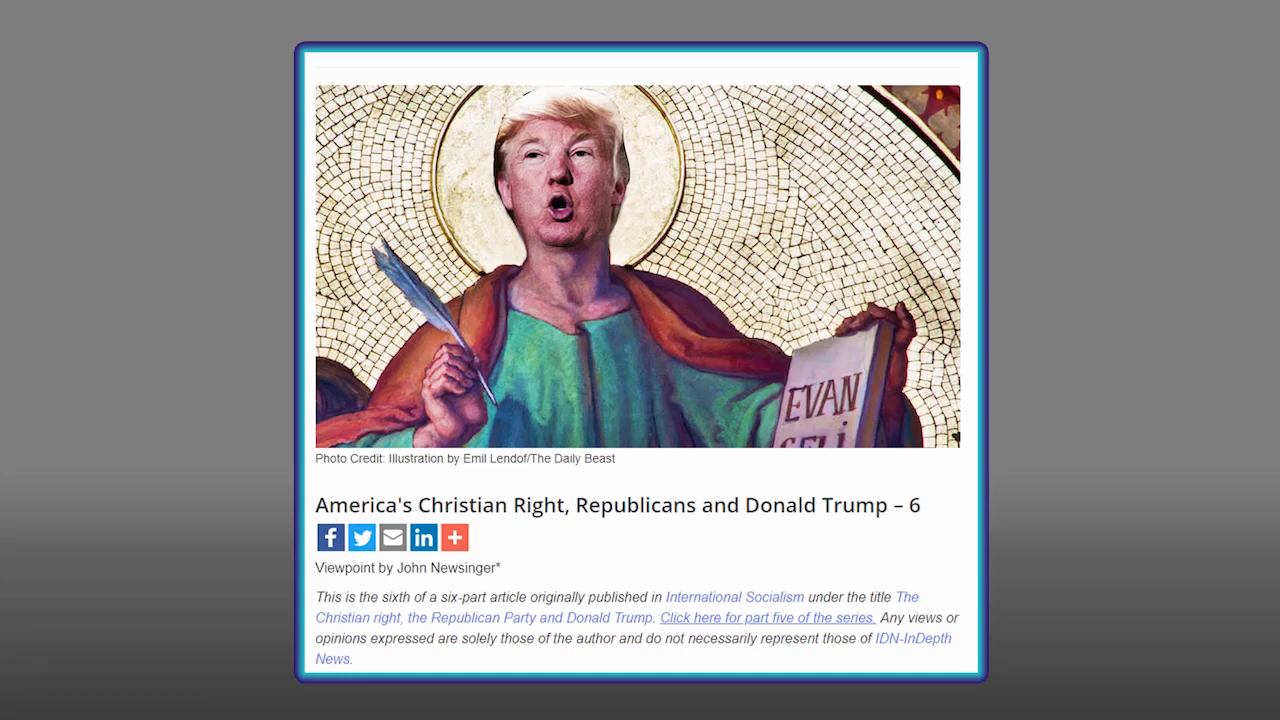 EVAN
GELI
Photo Credit: Illustration by Emil Lendof/The Daily Beast
America's Christian Right, Republicans and Donald Trump – 6
Viewpoint by John Newsinger*
This is the sixth of a six-part article originally published in International Socialism under the title The
Christian right, the Republican Party and Donald Trump. Click here for part five of the series. Any views or
opinions expressed are solely those of the author and do not necessarily represent those of IDN-InDepth
News.